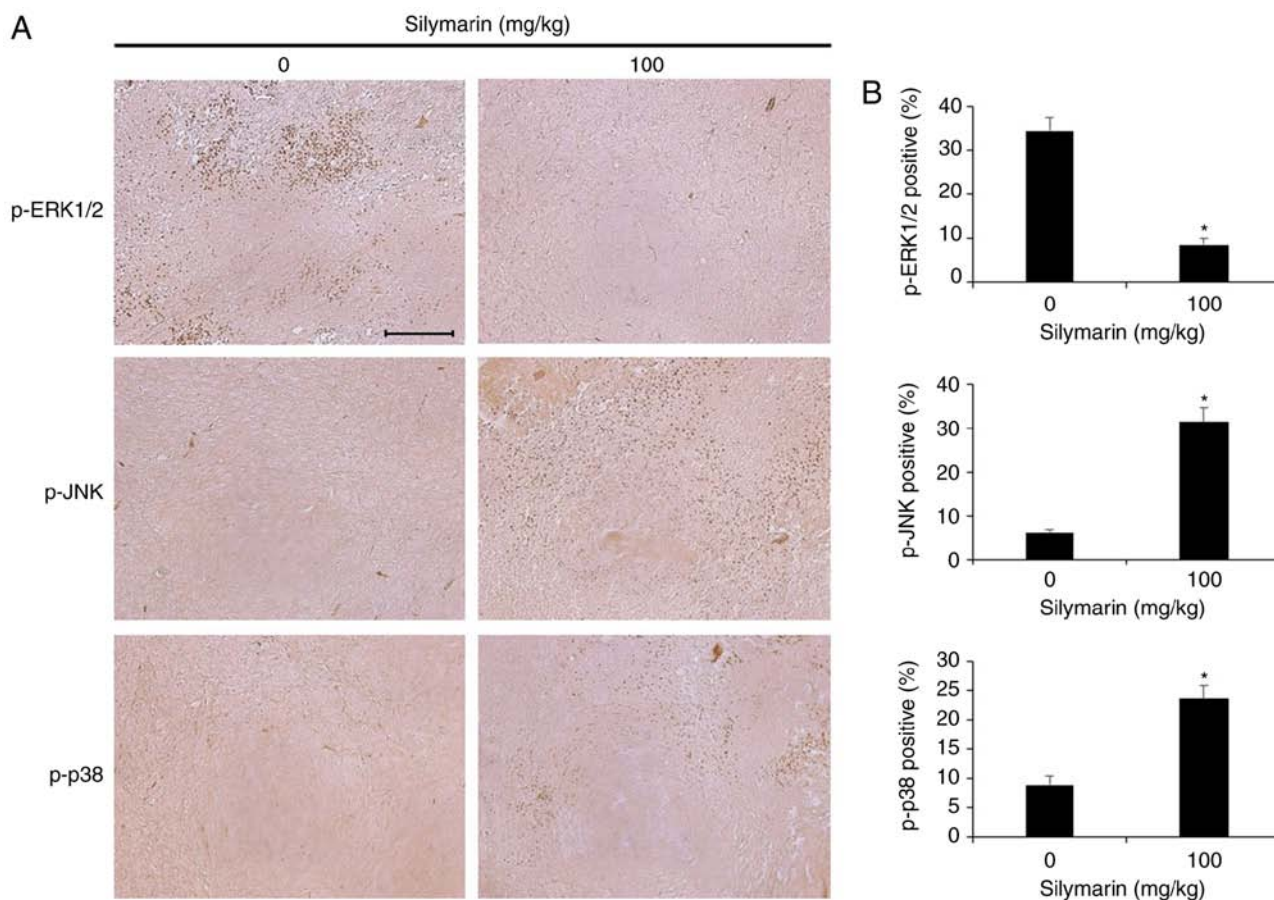 A
Silymarin (mg/kg)
0 100
p-ERK1/2
p-JNK
p-p38
B
p-ERK1/2 positive (%)
40
30
20
10
0
0 100
Silymarin (mg/kg)
*
p-JNK positive (%)
40
30
20
10
0
0 100
Silymarin (mg/kg)
*
p-p38 positive (%)
30
25
20
15
10
5
0
0 100
Silymarin (mg/kg)
*